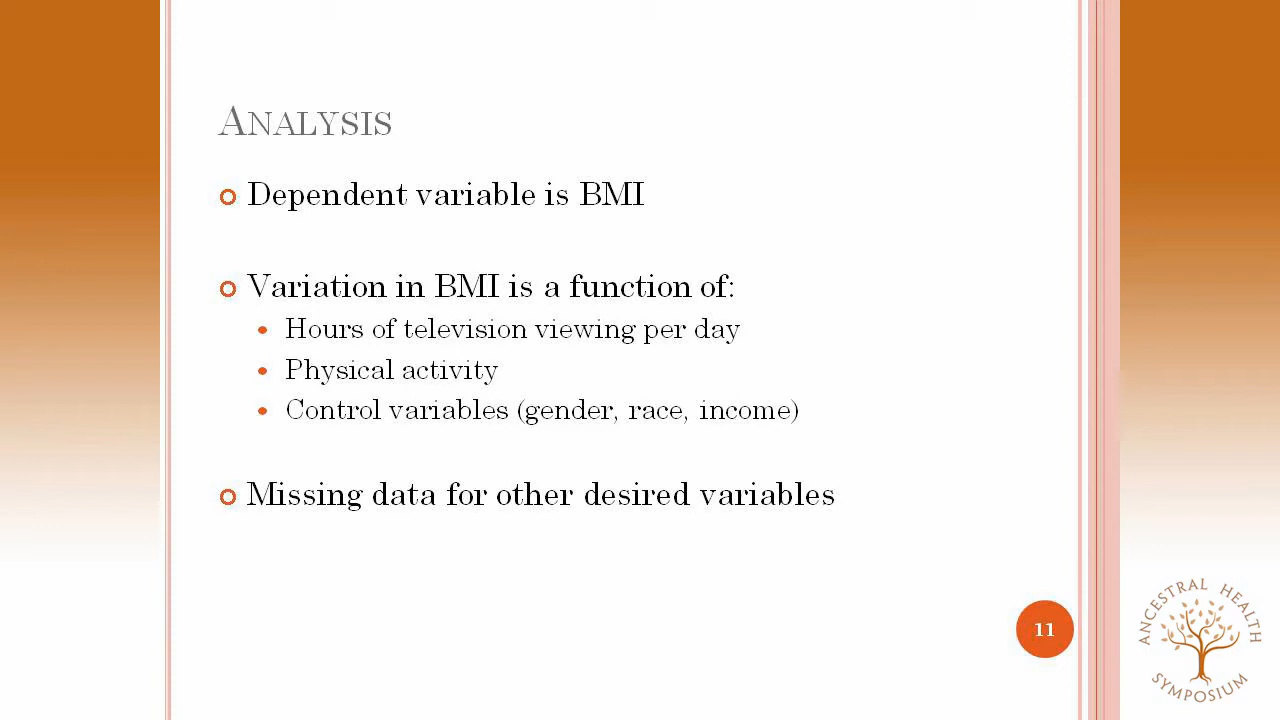 ANALYSIS
Dependent variable is BMI
Variation in BMI is a function of:
Hours of television viewing per day
Physical activity
Control variables (gender, race, income)
Missing data for other desired variables
11
ANCESTRAL HEALTH
SYMPOSIUM